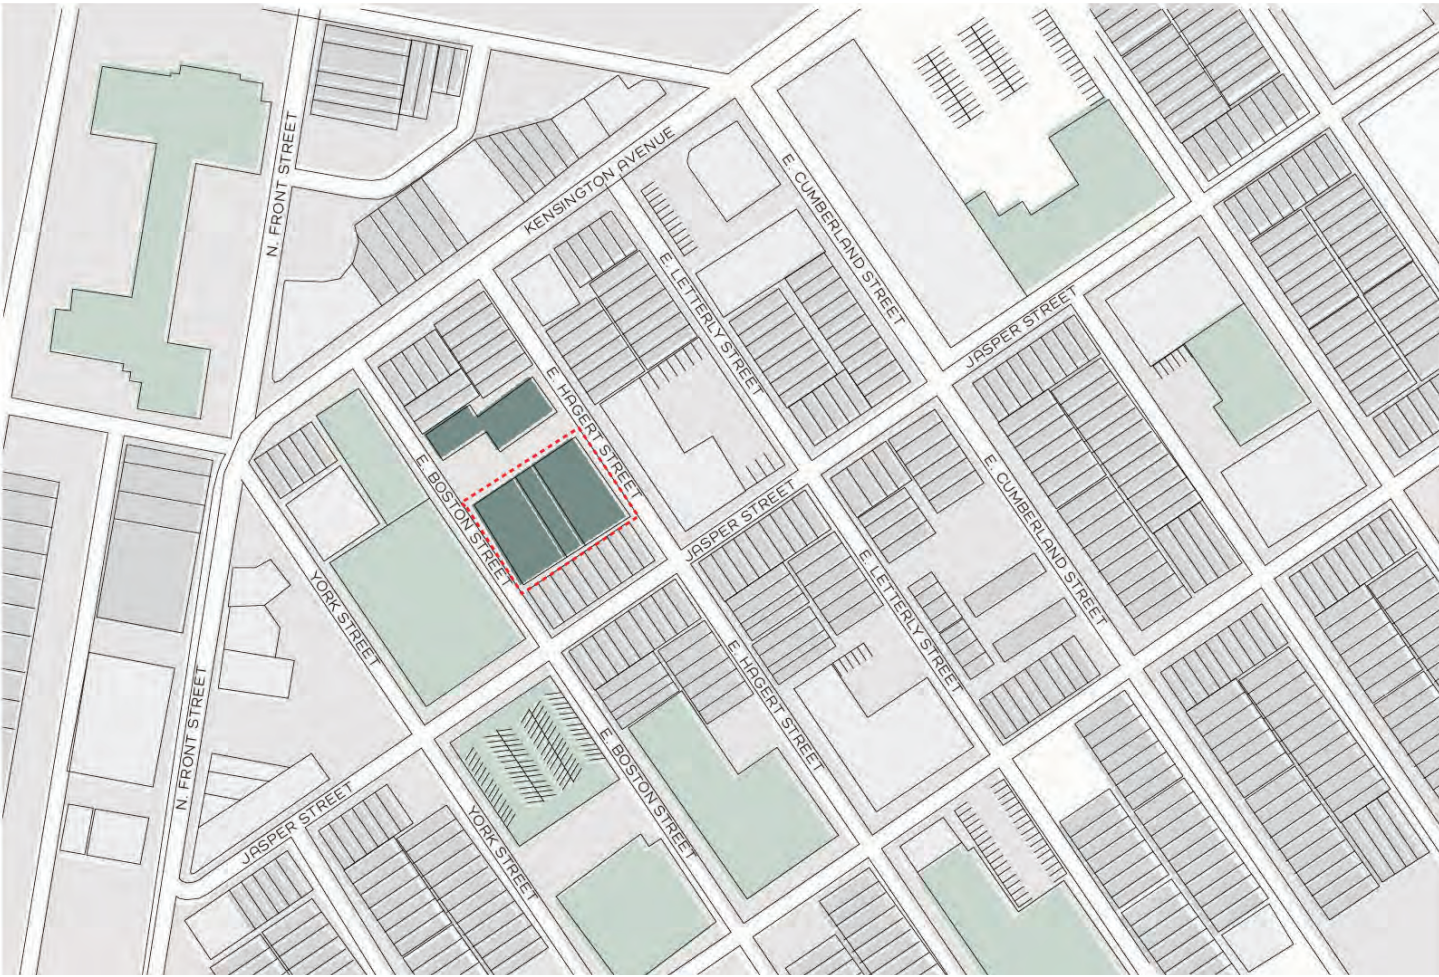 N. FRONT STREET
KENSINGTON AVENUE
E. CUMBERLAND STREET
E. LETTERLY STREET
JASPER STREET
E. HAGERT STREET
E. BOSTON STREET
JASPER STREET
E. CUMBERLAND STREET
YORK STREET
E. LETTERLY STREET
E. HAGERT STREET
N. FRONT STREET
E. BOSTON STREET
JASPER STREET
YORK STREET